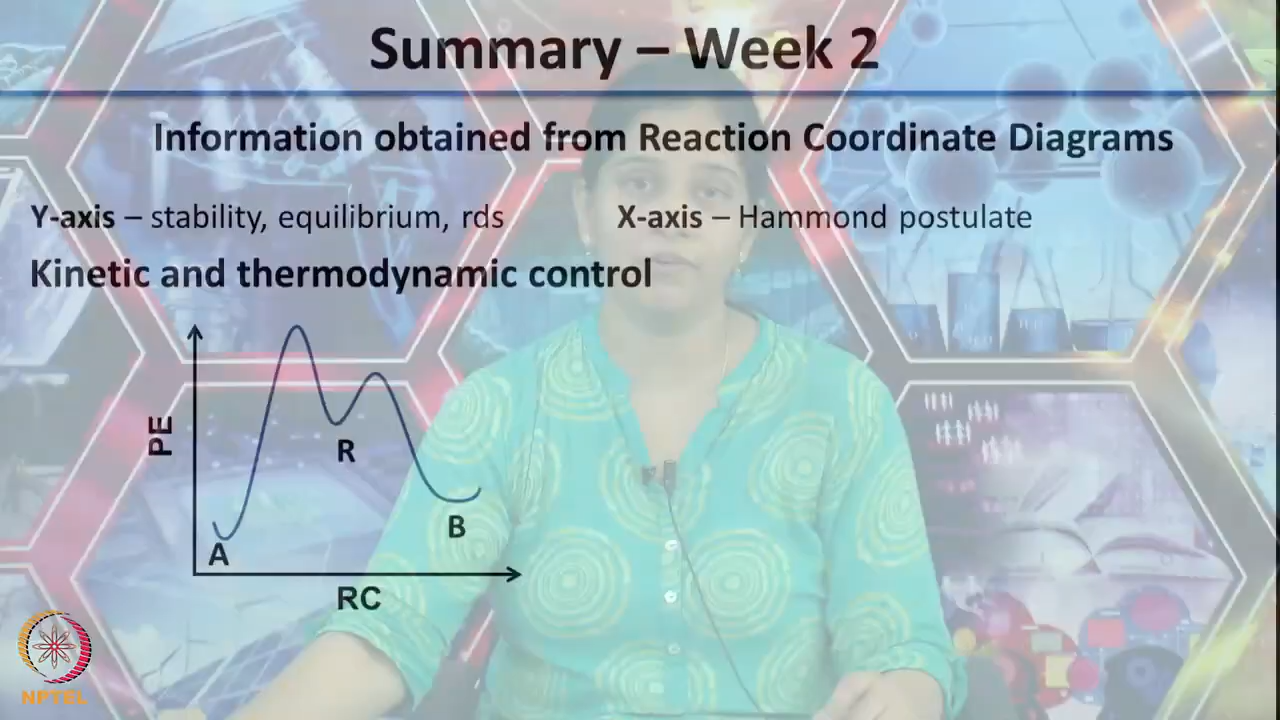 Summary – Week 2
Information obtained from Reaction Coordinate Diagrams
Y-axis – stability, equilibrium, rds
X-axis – Hammond postulate
Kinetic and thermodynamic control
PE
R
A
B
RC
NPTEL